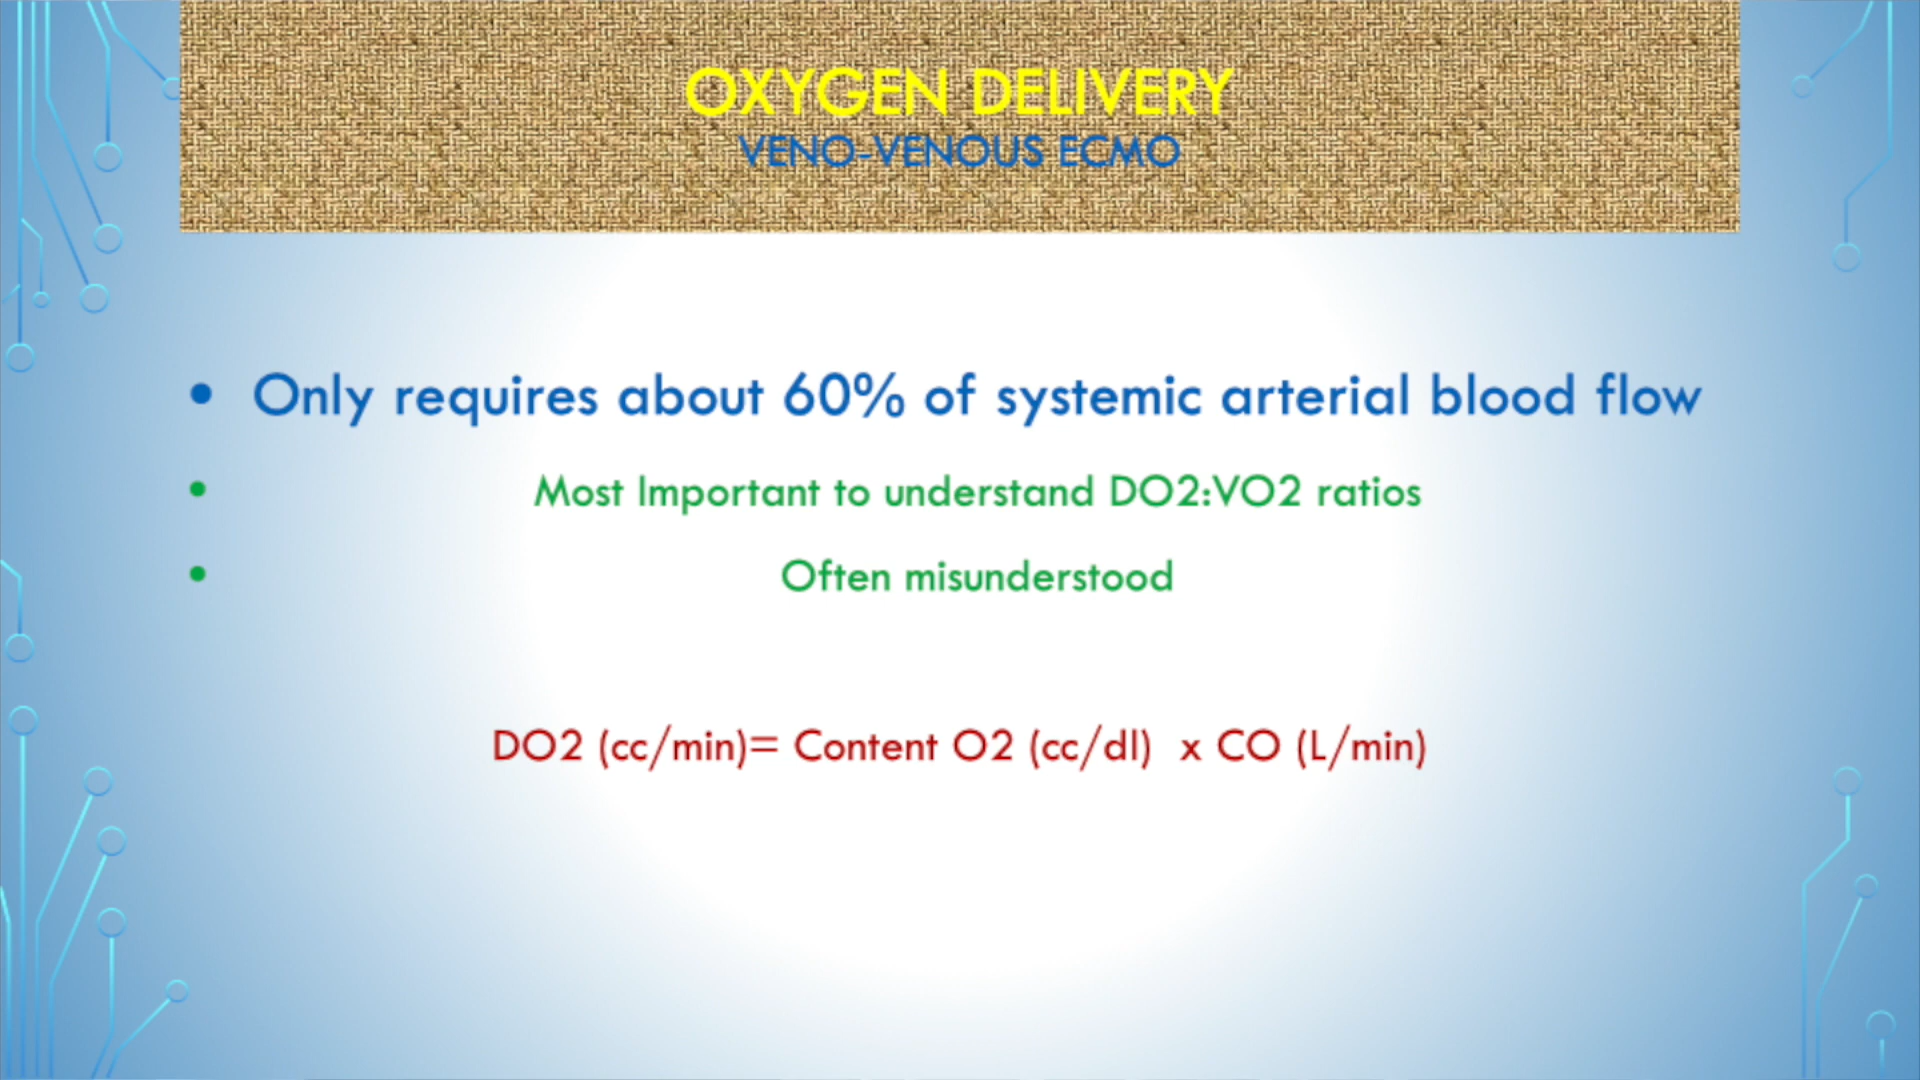 OXYGEN DELIVERY
VENO-VENOUS ECMO
• Only requires about 60% of systemic arterial blood flow
• Most Important to understand DO2:VO2 ratios
• Often misunderstood
DO2 (cc/min)= Content O2 (cc/dl) x CO (L/min)